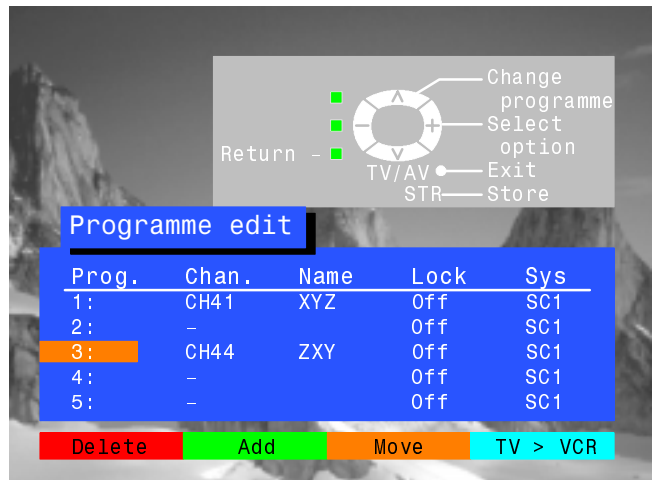 Change
programme
Select
option
Return –
TV/AV Exit
STR Store
Programme edit
Prog. Chan. Name Lock Sys
1: CH41 XYZ Off SC1
2: – Off SC1
3: CH44 ZXY Off SC1
4: – Off SC1
5: – Off SC1
Delete Add Move TV > VCR